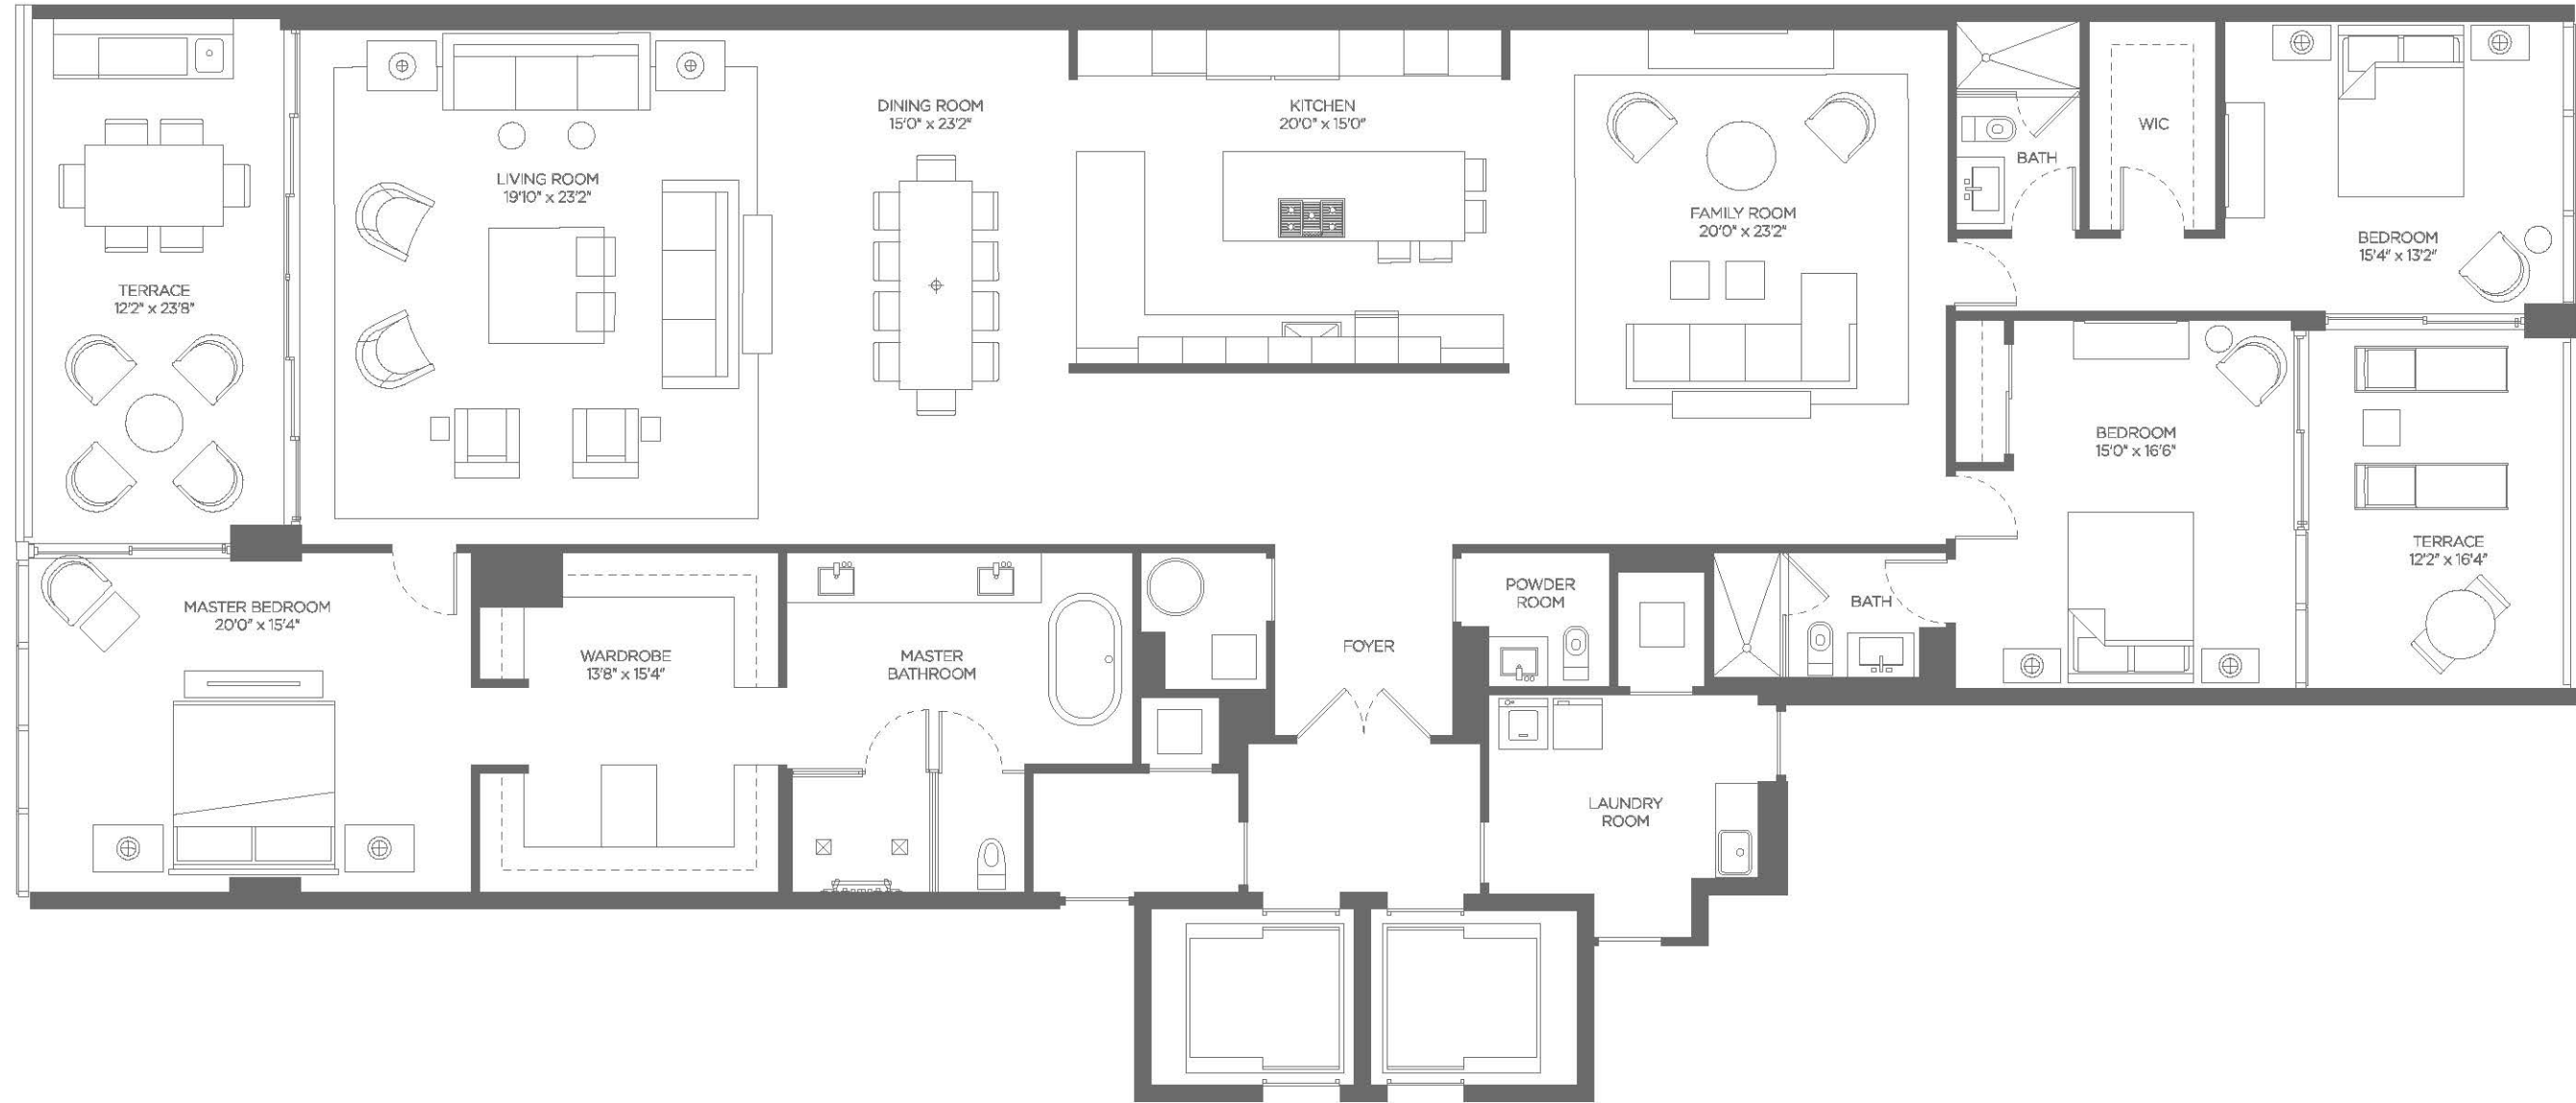 DINING ROOM
15'0" x 23'2"
KITCHEN
20'0" x 15'0"
WIC
BATH
LIVING ROOM
19'10" x 23'2"
FAMILY ROOM
20'0" x 23'2"
BEDROOM
15'4" x 13'2"
TERRACE
12'2" x 23'8"
BEDROOM
15'0" x 16'6"
TERRACE
12'2" x 16'4"
MASTER BEDROOM
20'0" x 15'4"
WARDROBE
13'8" x 15'4"
MASTER
BATHROOM
FOYER
POWDER
ROOM
BATH
LAUNDRY
ROOM